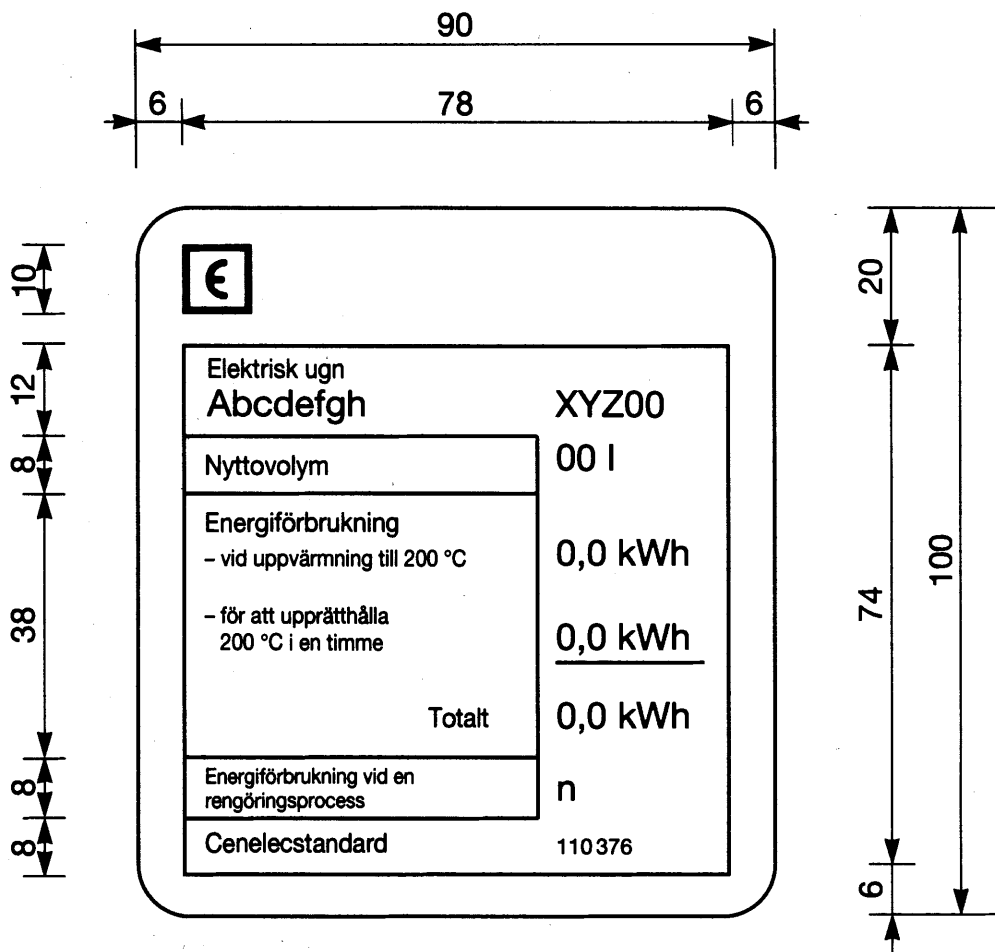 90
6 78 6
10
20
Є
12
Elektrisk ugn
Abcdefgh XYZ00
8
Nyttovolym 00 l
38
Energiförbrukning
– vid uppvärmning till 200 °C 0,0 kWh
74
100
– för att upprätthålla
200 °C i en timme 0,0 kWh
Totalt 0,0 kWh
8
Energiförbrukning vid en
rengöringsprocess n
8
Cenelecstandard 110 376
6